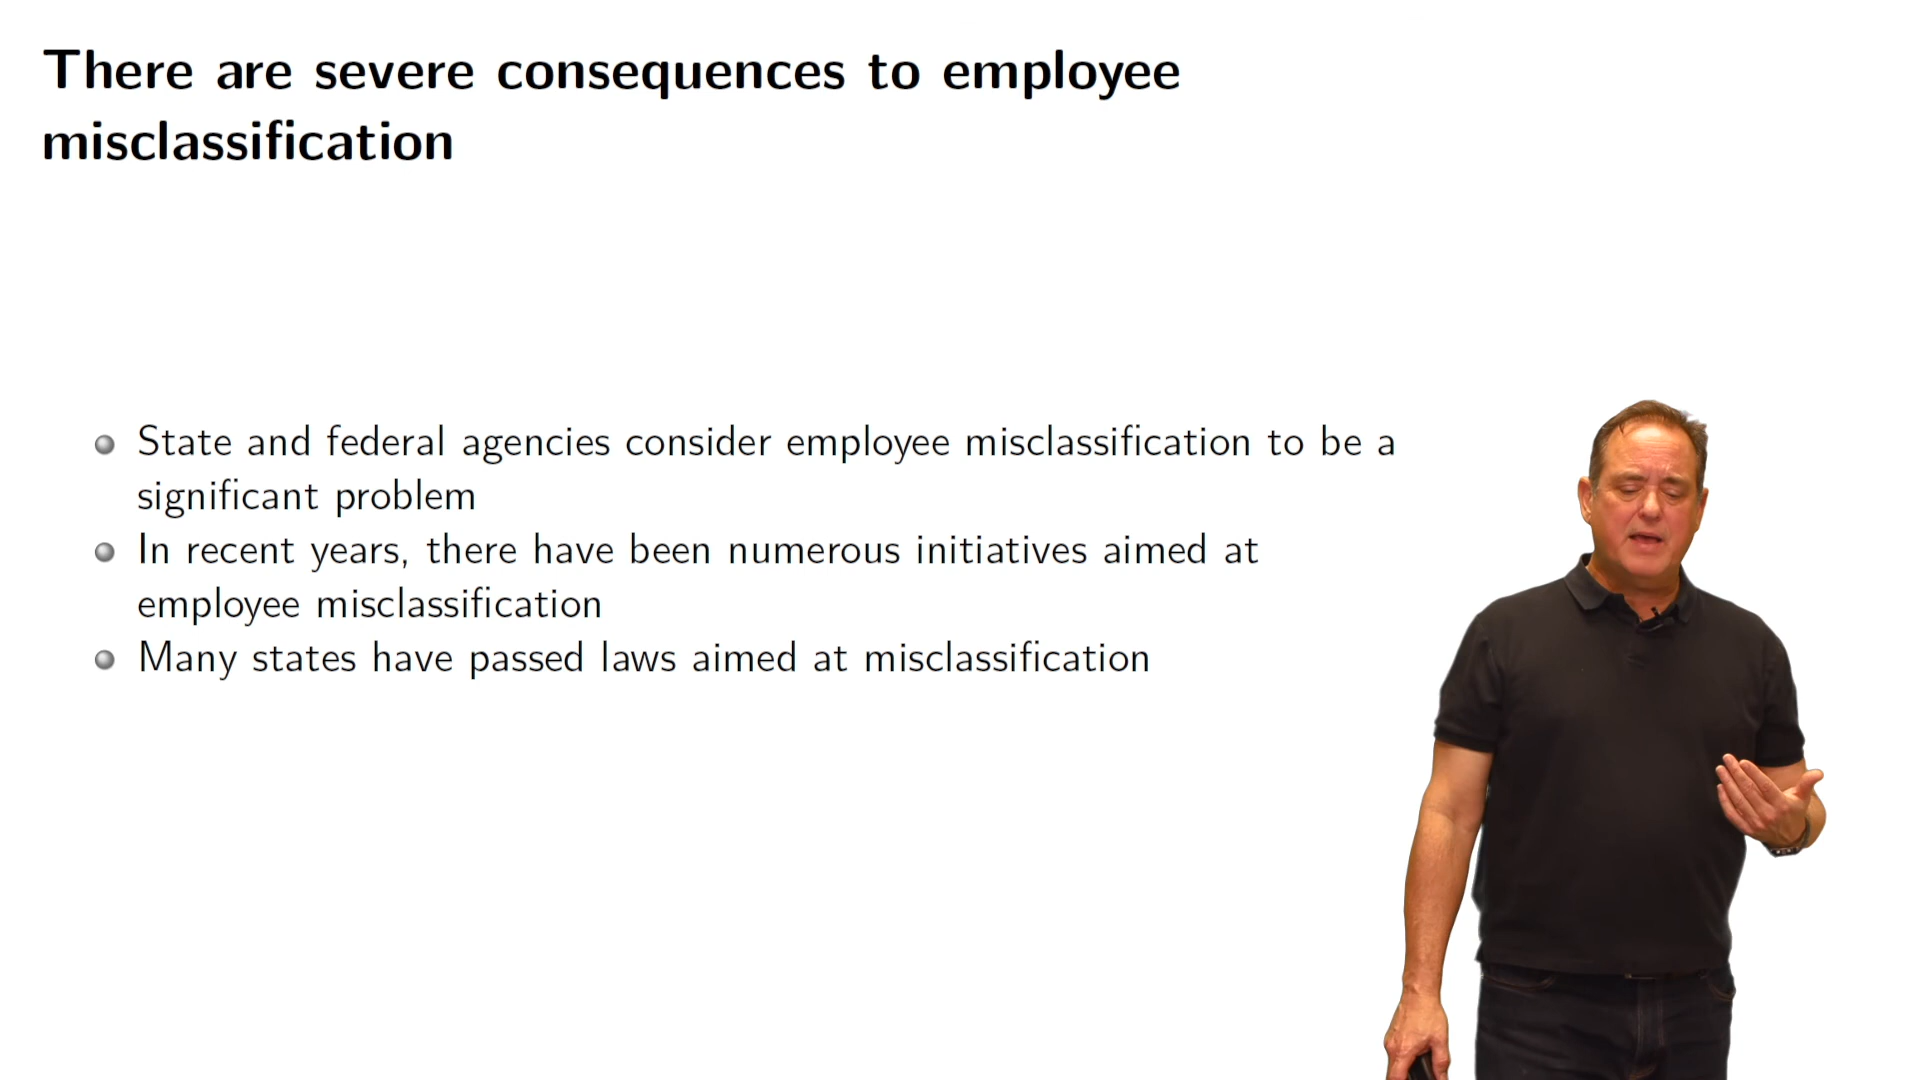 There are severe consequences to employee
misclassification
State and federal agencies consider employee misclassification to be a
significant problem
In recent years, there have been numerous initiatives aimed at
employee misclassification
Many states have passed laws aimed at misclassification